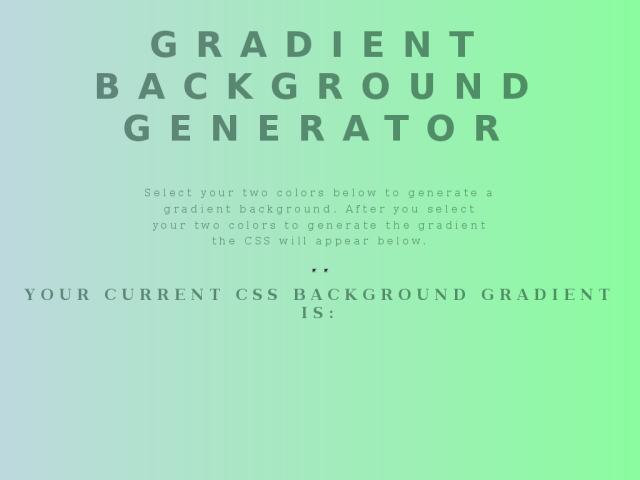 GRADIENT
BACKGROUND
GENERATOR
Select your two colors below to generate a
gradient background. After you select
your two colors to generate the gradient
the CSS will appear below.
YOUR CURRENT CSS BACKGROUND GRADIENT
IS: